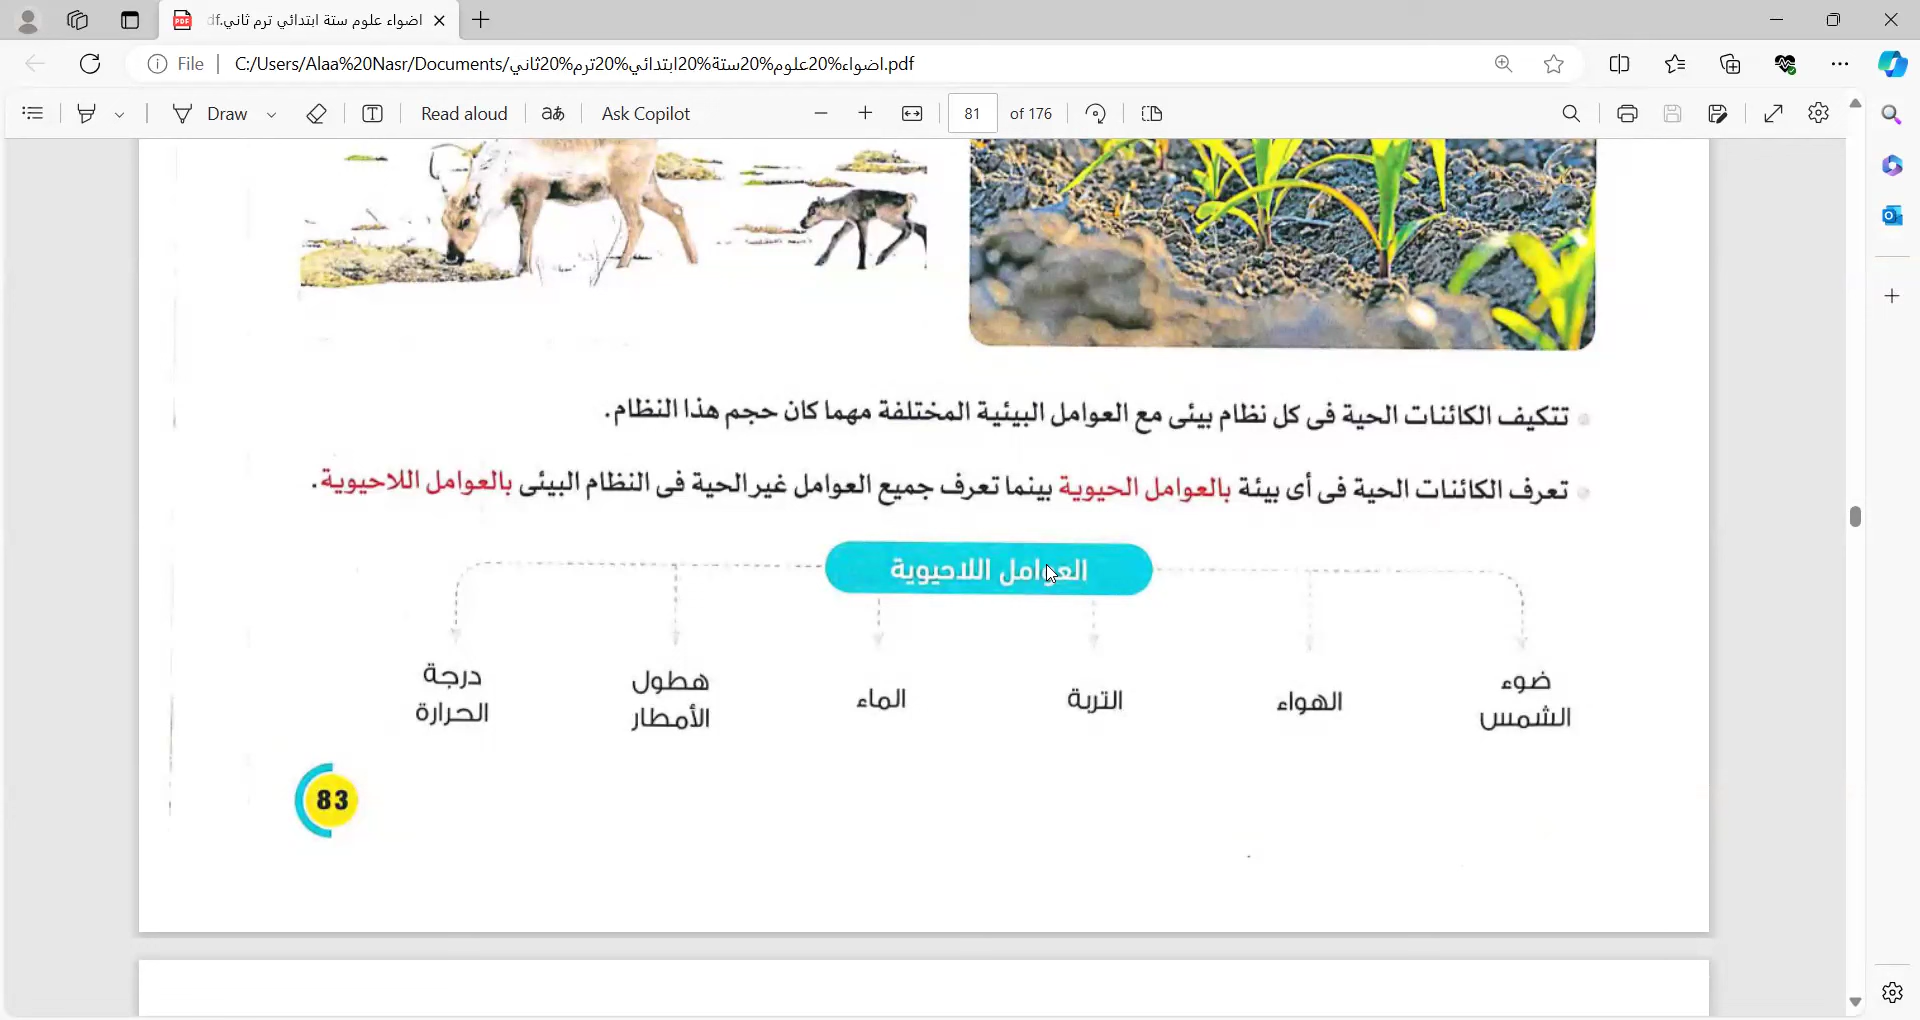 اضواء علوم ستة ابتدائي ترم ثاني.df
File
C:/Users/Alaa%20Nasr/Documents/اضواء%20علوم%20ستة%20ابتدائي%20ترم%20ثاني.pdf
Draw
Read aloud
aあ
Ask Copilot
81 of 176
تتكيف الكائنات الحية فى كل نظام بيئى مع العوامل البيئية المختلفة مهما كان حجم هذا النظام.
تعرف الكائنات الحية فى أى بيئة بالعوامل الحيوية بينما تعرف جميع العوامل غير الحية فى النظام البيئى بالعوامل اللاحيوية.
العوامل اللاحيوية
ضوء
الشمس
الهواء
التربة
الماء
هطول
الأمطار
درجة
الحرارة
83